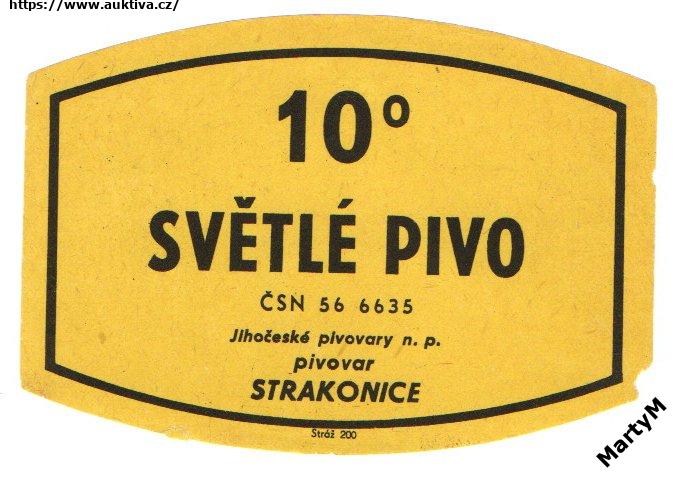 https://www.auktiva.cz/
10°
SVĚTLÉ PIVO
ČSN 56 6635
Jihočeské pivovary n. p.
pivovar
STRAKONICE
Stráž 200
MartyM